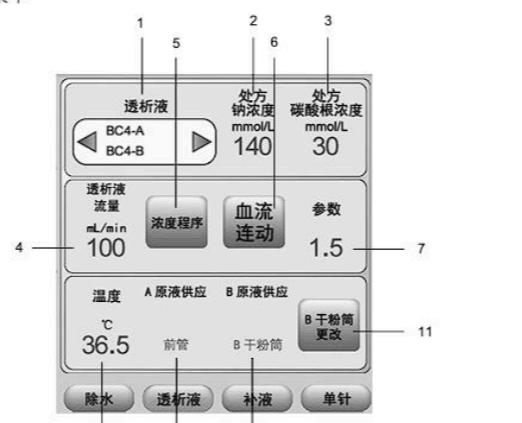 1
2
3
5
6
透析液
BC4-A
BC4-B
处方
钠浓度
mmol/L
140
处方
碳酸根浓度
mmol/L
30
透析液
流量
mL/min
100
浓度程序
血流
连动
参数
1.5
4
7
温度
℃
36.5
A 原液供应
前管
B 原液供应
B 干粉筒
B 干粉筒
更改
11
除水
透析液
补液
单针